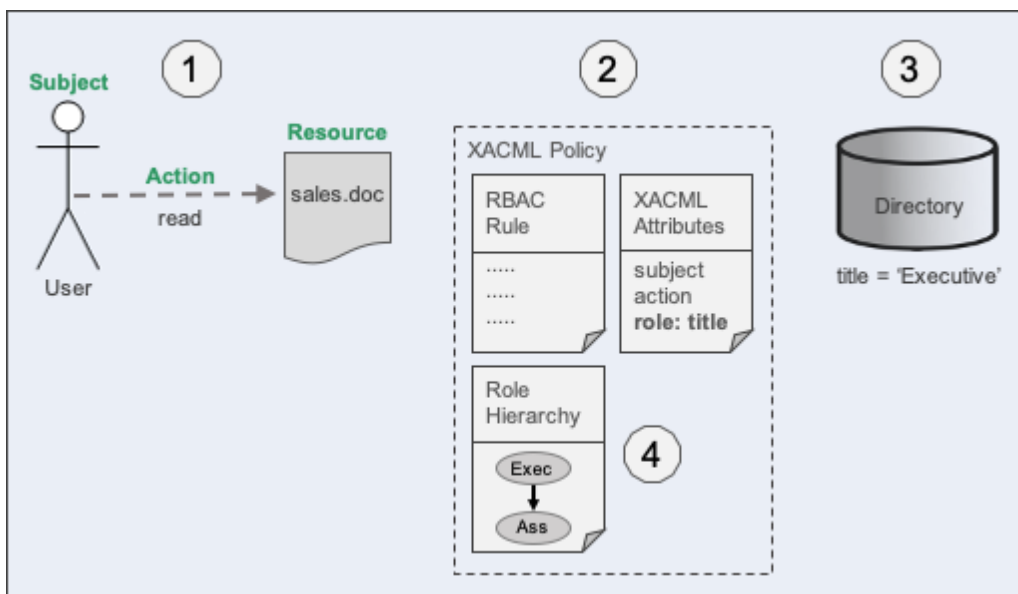 1
2
3
Subject
Action
read
User
Resource
sales.doc
XACML Policy
RBAC
Rule
.....
.....
.....
XACML
Attributes
subject
action
role: title
Role
Hierarchy
Exec
Ass
4
Directory
title = ‘Executive’